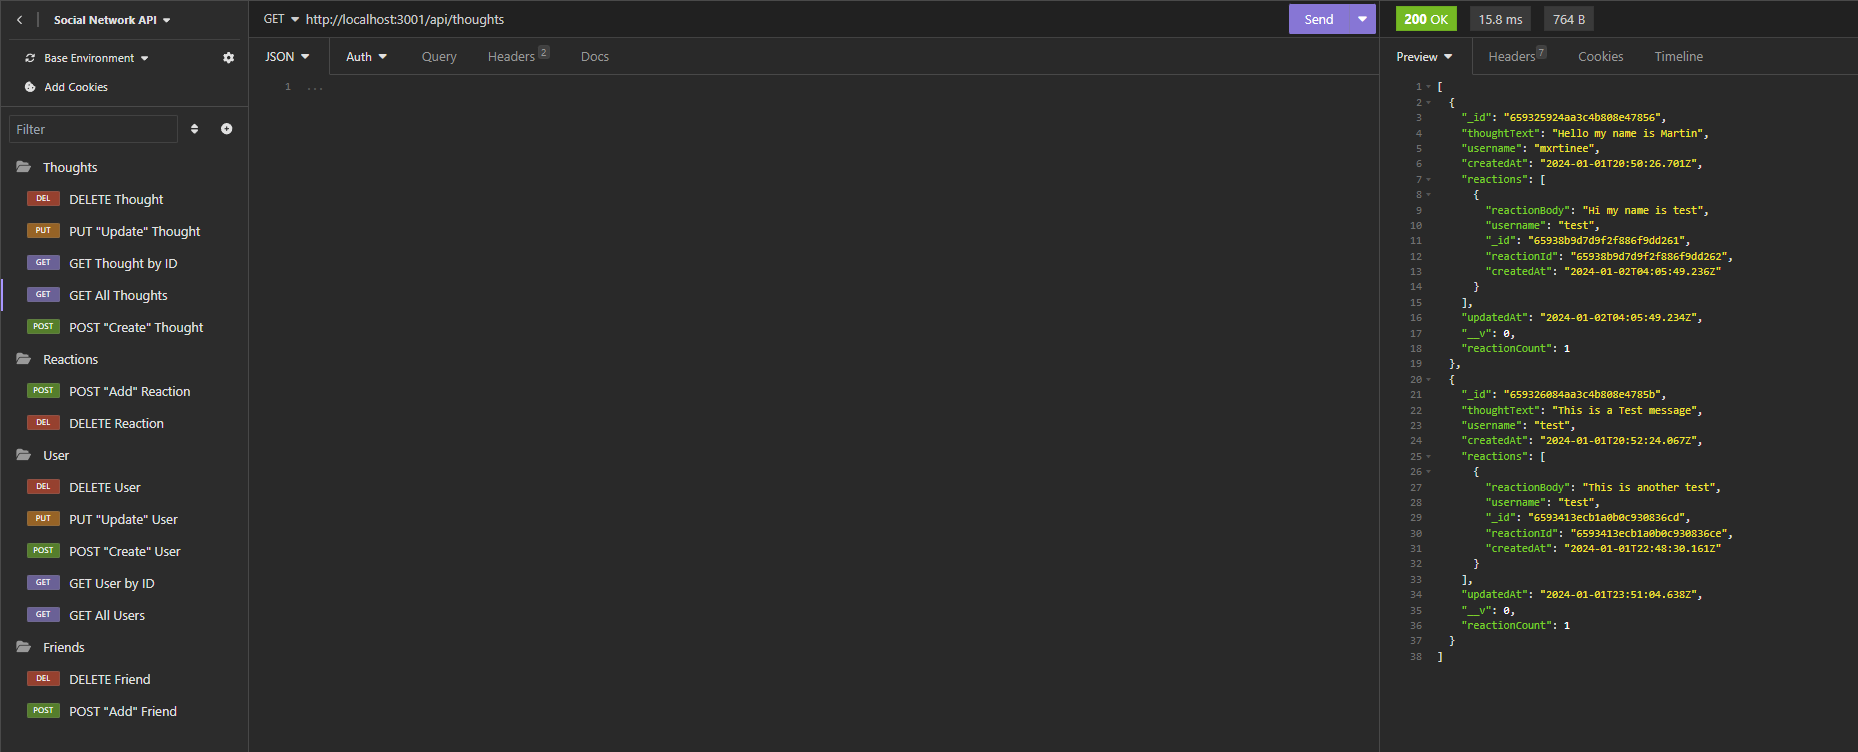 Social Network API
Base Environment
Add Cookies
Filter
Thoughts
DEL DELETE Thought
PUT PUT "Update" Thought
GET GET Thought by ID
GET GET All Thoughts
POST POST "Create" Thought
Reactions
POST POST "Add" Reaction
DEL DELETE Reaction
User
DEL DELETE User
PUT PUT "Update" User
POST POST "Create" User
GET GET User by ID
GET GET All Users
Friends
DEL DELETE Friend
POST POST "Add" Friend
GET http://localhost:3001/api/thoughts Send
JSON Auth Query Headers 2 Docs
1 ...
200 OK 15.8 ms 764 B
Preview Headers 7 Cookies Timeline
1 [
2 {
3 "_id": "659325924aa3c4b808e47856",
4 "thoughtText": "Hello my name is Martin",
5 "username": "mxrtinee",
6 "createdAt": "2024-01-01T20:50:26.701Z",
7 "reactions": [
8 {
9 "reactionBody": "Hi my name is test",
10 "username": "test",
11 "_id": "65938b9d7d9f2f886f9dd261",
12 "reactionId": "65938b9d7d9f2f886f9dd262",
13 "createdAt": "2024-01-02T04:05:49.236Z"
14 }
15 ],
16 "updatedAt": "2024-01-02T04:05:49.234Z",
17 "__v": 0,
18 "reactionCount": 1
19 },
20 {
21 "_id": "659326084aa3c4b808e4785b",
22 "thoughtText": "This is a Test message",
23 "username": "test",
24 "createdAt": "2024-01-01T20:52:24.067Z",
25 "reactions": [
26 {
27 "reactionBody": "This is another test",
28 "username": "test",
29 "_id": "6593413ecb1a0b0c930836cd",
30 "reactionId": "6593413ecb1a0b0c930836ce",
31 "createdAt": "2024-01-01T22:48:30.161Z"
32 }
33 ],
34 "updatedAt": "2024-01-01T23:51:04.638Z",
35 "__v": 0,
36 "reactionCount": 1
37 }
38 ]